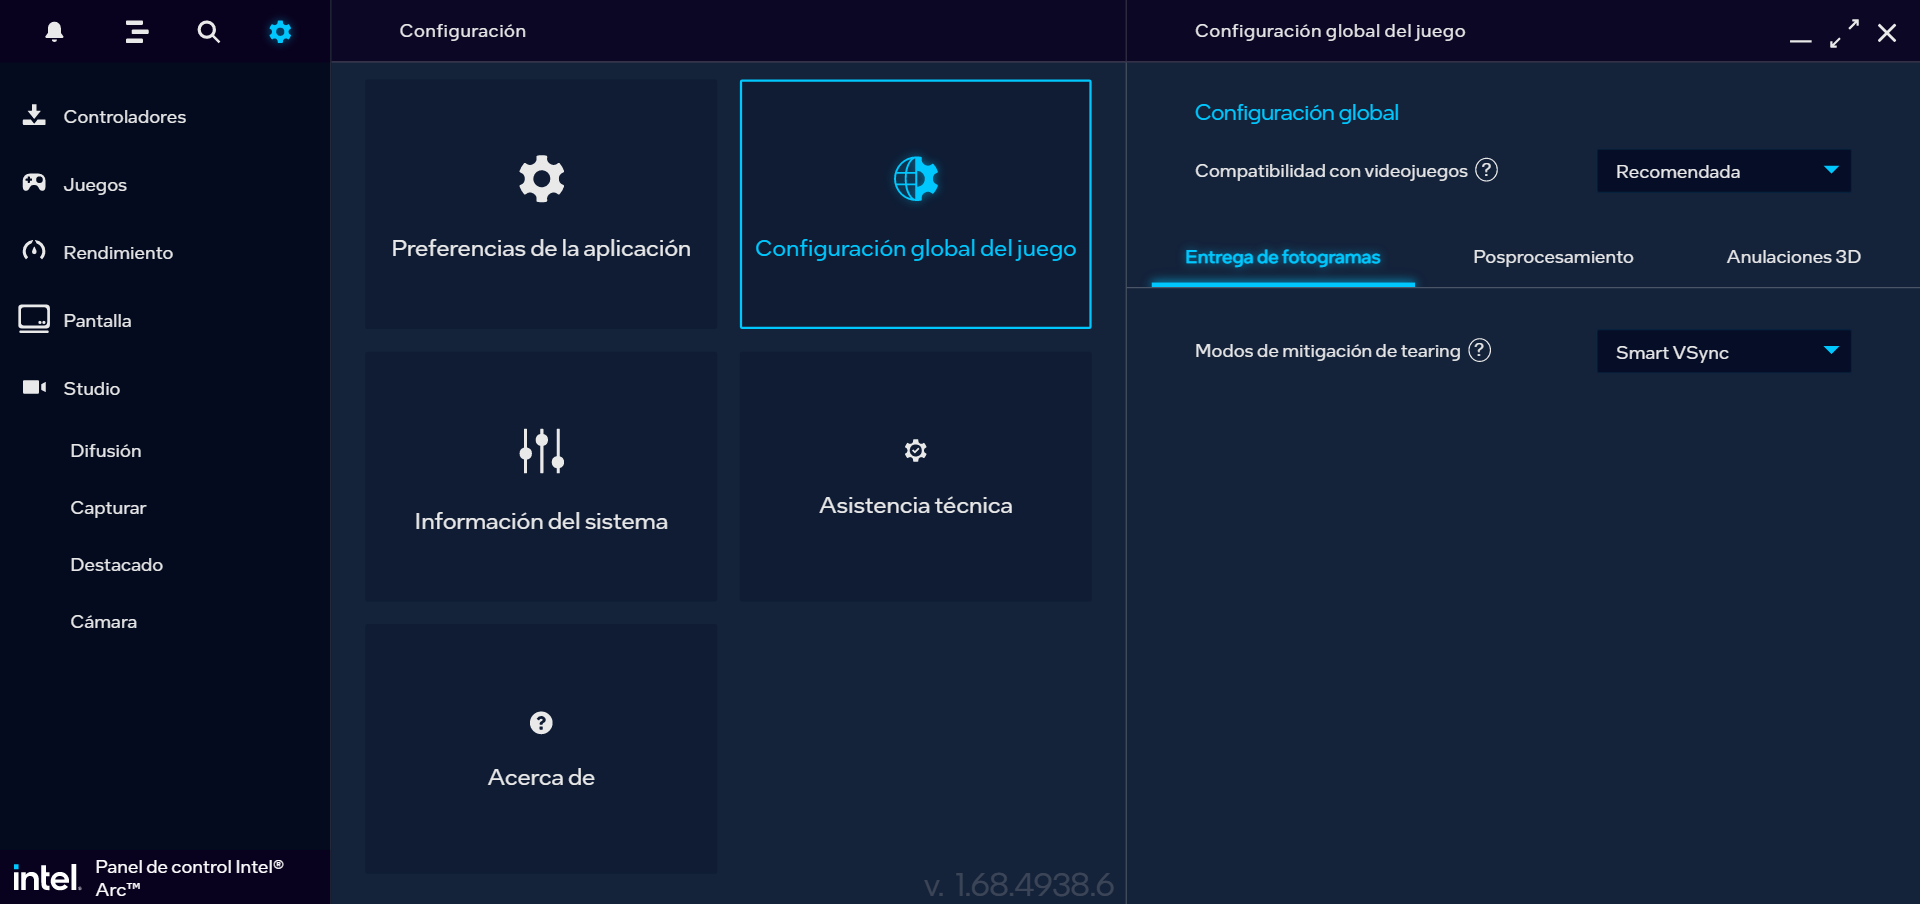 Configuración
Configuración global del juego
Controladores
Juegos
Rendimiento
Pantalla
Studio
Difusión
Capturar
Destacado
Cámara
intel.
Panel de control Intel®
Arc™
Preferencias de la aplicación
Configuración global del juego
Información del sistema
Asistencia técnica
Acerca de
v. 1.68.4938.6
Configuración global
Compatibilidad con videojuegos ?
Recomendada
Entrega de fotogramas
Posprocesamiento
Anulaciones 3D
Modos de mitigación de tearing ?
Smart VSync